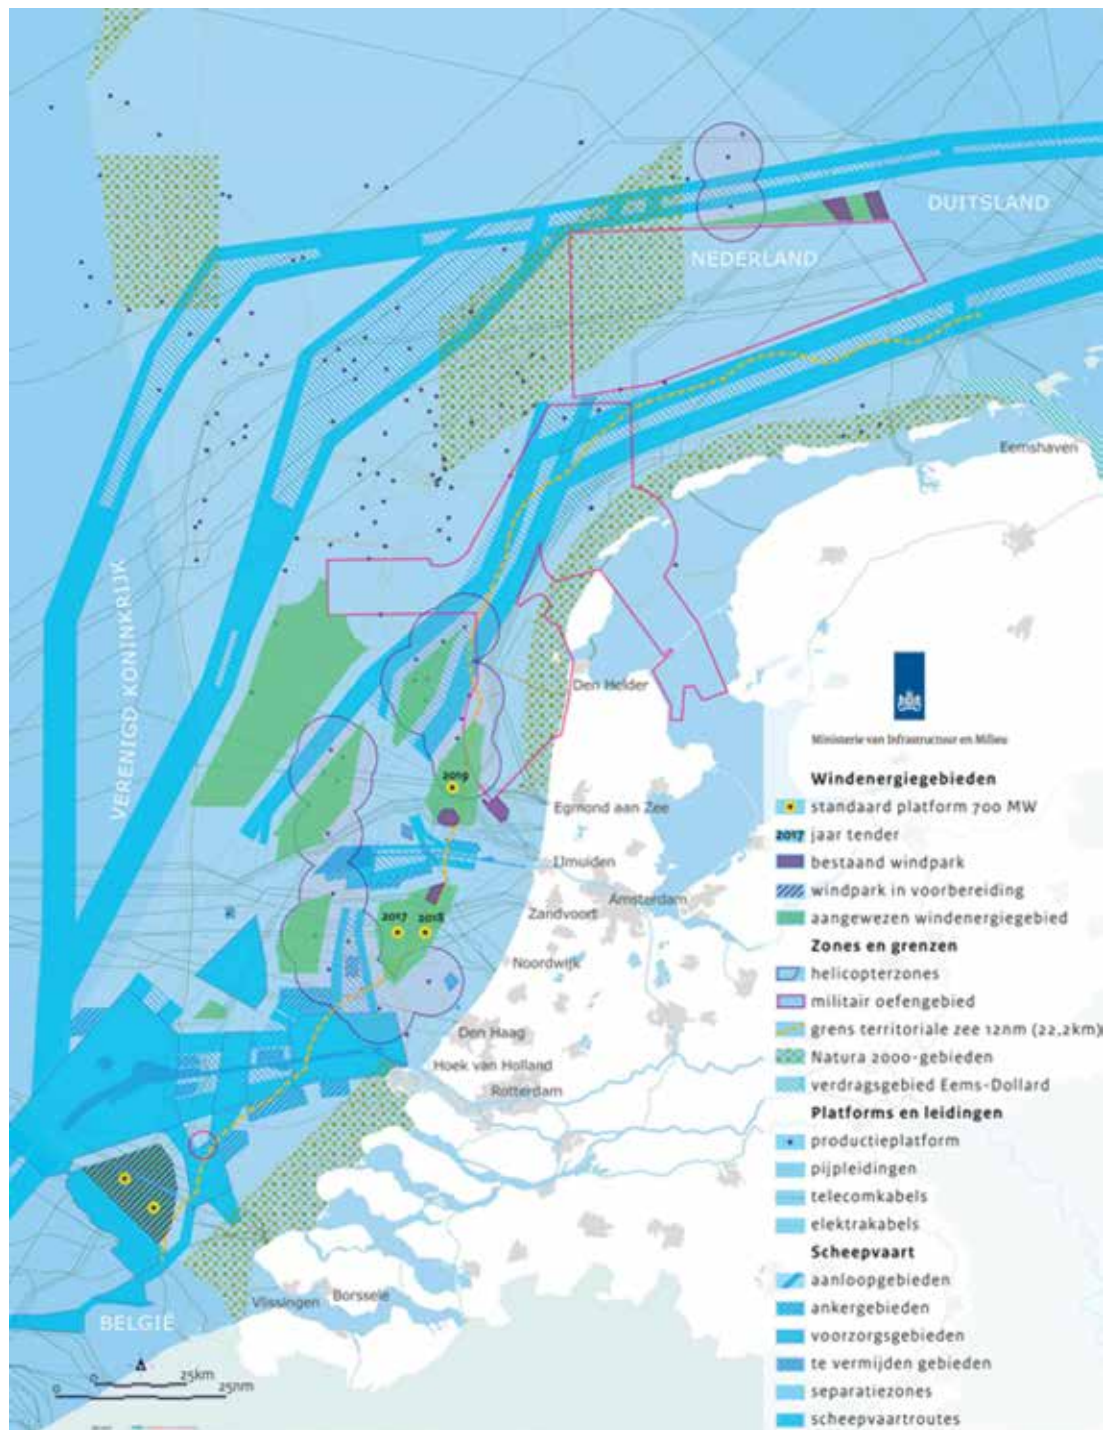 DUITSLAND
NEDERLAND
Eemshaven
VERENIGD KONINKRIJK
Den Helder
Ministerie van Infrastructuur en Milieu
Windenergiegebieden
standaard platform 700 MW
2017 jaar tender
bestaand windpark
windpark in voorbereiding
aangewezen windenergiegebied
Zones en grenzen
helicopterzones
militair oefengebied
grens territoriale zee 12nm (22,2km)
Natura 2000-gebieden
verdragsgebied Eems-Dollard
Platforms en leidingen
productieplatform
pijpleidingen
telecomkabels
elektrakabels
Scheepvaart
aanloopgebieden
ankergebieden
voorzorgsgebieden
te vermijden gebieden
separatiezones
scheepvaartroutes
2019
Egmond aan Zee
IJmuiden
Amsterdam
Zandvoort
2017
2018
Noordwijk
Den Haag
Hoek van Holland
Rotterdam
Vlissingen
Borssele
BELGIË
0
25km
0
25nm